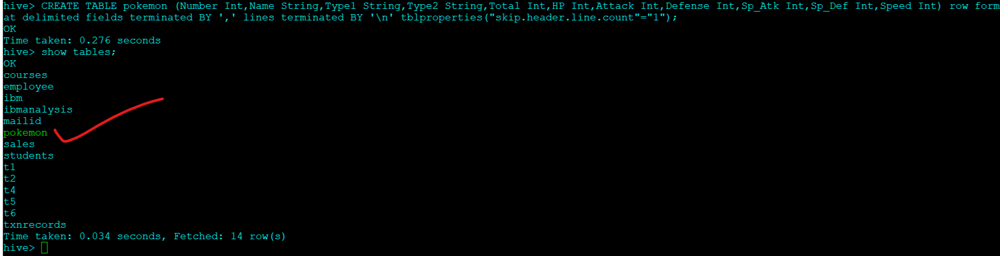 hive> CREATE TABLE pokemon (Number Int,Name String,Type1 String,Type2 String,Total Int,HP Int,Attack Int,Defense Int,Sp_Atk Int,Sp_Def Int,Speed Int) row form
at delimited fields terminated BY ',' lines terminated BY '\n' tblproperties("skip.header.line.count"="1");
OK
Time taken: 0.276 seconds
hive> show tables;
OK
courses
employee
ibm
ibmanalysis
mailid
pokemon
sales
students
t1
t2
t4
t5
t6
txnrecords
Time taken: 0.034 seconds, Fetched: 14 row(s)
hive>